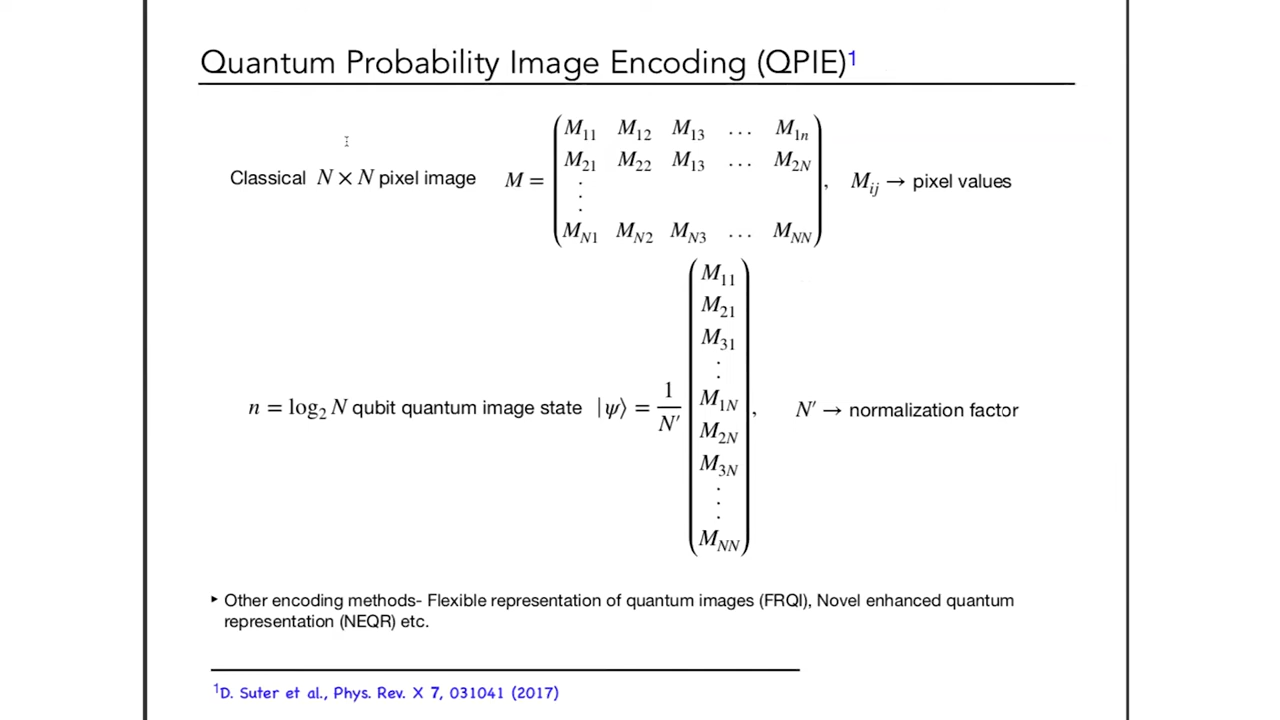 Quantum Probability Image Encoding (QPIE)¹
Classical N × N pixel image M = ( M₁₁ M₁₂ M₁₃ … M₁ₙ
M₂₁ M₂₂ M₁₃ … M₂N
⋮
M_N1 M_N2 M_N3 … M_NN ), M_ij → pixel values
n = log₂ N qubit quantum image state |ψ⟩ = 1/N′ ( M₁₁
M₂₁
M₃₁
⋮
M₁N
M₂N
M₃N
⋮
M_NN ), N′ → normalization factor
‣ Other encoding methods- Flexible representation of quantum images (FRQI), Novel enhanced quantum
representation (NEQR) etc.
¹D. Suter et al., Phys. Rev. X 7, 031041 (2017)